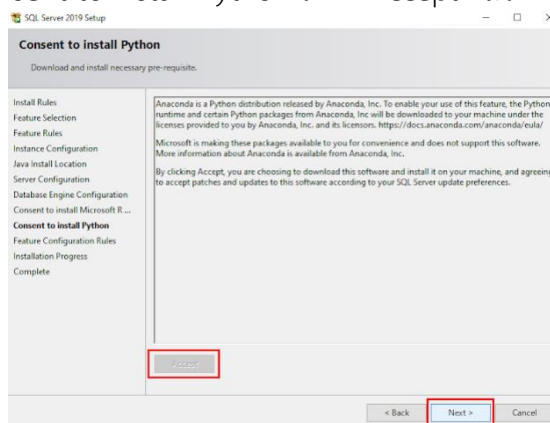 SQL Server 2019 Setup
Consent to install Python
Download and install necessary pre-requisite.
Install Rules
Feature Selection
Feature Rules
Instance Configuration
Java Install Location
Server Configuration
Database Engine Configuration
Consent to install Microsoft R ...
Consent to install Python
Feature Configuration Rules
Installation Progress
Complete
Anaconda is a Python distribution released by Anaconda, Inc. To enable your use of this feature, the Python
runtime and certain Python packages from Anaconda, Inc will be downloaded to your machine under the
licenses provided to you by Anaconda, Inc. and its licensors. https://docs.anaconda.com/anaconda/eula/
Microsoft is making these packages available to you for convenience and does not support this software.
More information about Anaconda is available from Anaconda, Inc.
By clicking Accept, you are choosing to download this software and install it on your machine, and agreeing
to accept patches and updates to this software according to your SQL Server update preferences.
Accept
< Back
Next >
Cancel